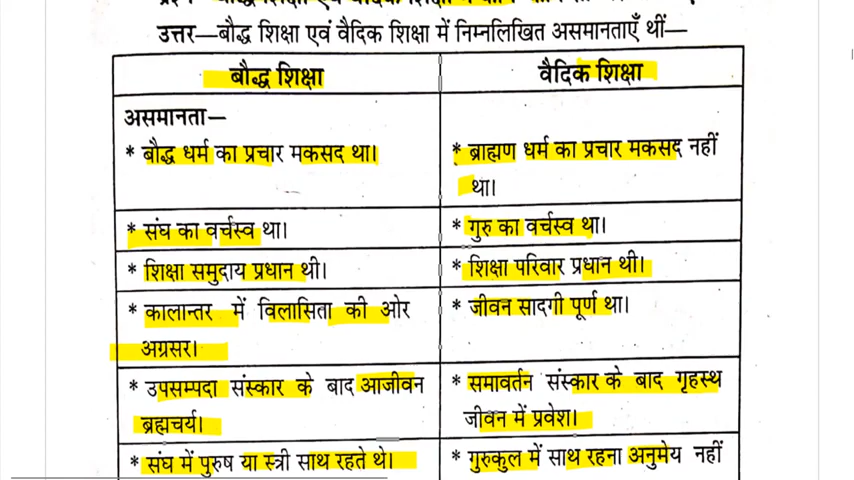 उत्तर—बौद्ध शिक्षा एवं वैदिक शिक्षा में निम्नलिखित असमानताएँ थीं—
बौद्ध शिक्षा
वैदिक शिक्षा
असमानता—
* बौद्ध धर्म का प्रचार मकसद था।
* ब्राह्मण धर्म का प्रचार मकसद नहीं
था।
* संघ का वर्चस्व था।
* गुरु का वर्चस्व था।
* शिक्षा समुदाय प्रधान थी।
* शिक्षा परिवार प्रधान थी।
* कालान्तर में विलासिता की ओर
अग्रसर।
* जीवन सादगी पूर्ण था।
* उपसम्पदा संस्कार के बाद आजीवन
ब्रह्मचर्य।
* समावर्तन संस्कार के बाद गृहस्थ
जीवन में प्रवेश।
* संघ में पुरुष या स्त्री साथ रहते थे।
* गुरुकुल में साथ रहना अनुमेय नहीं